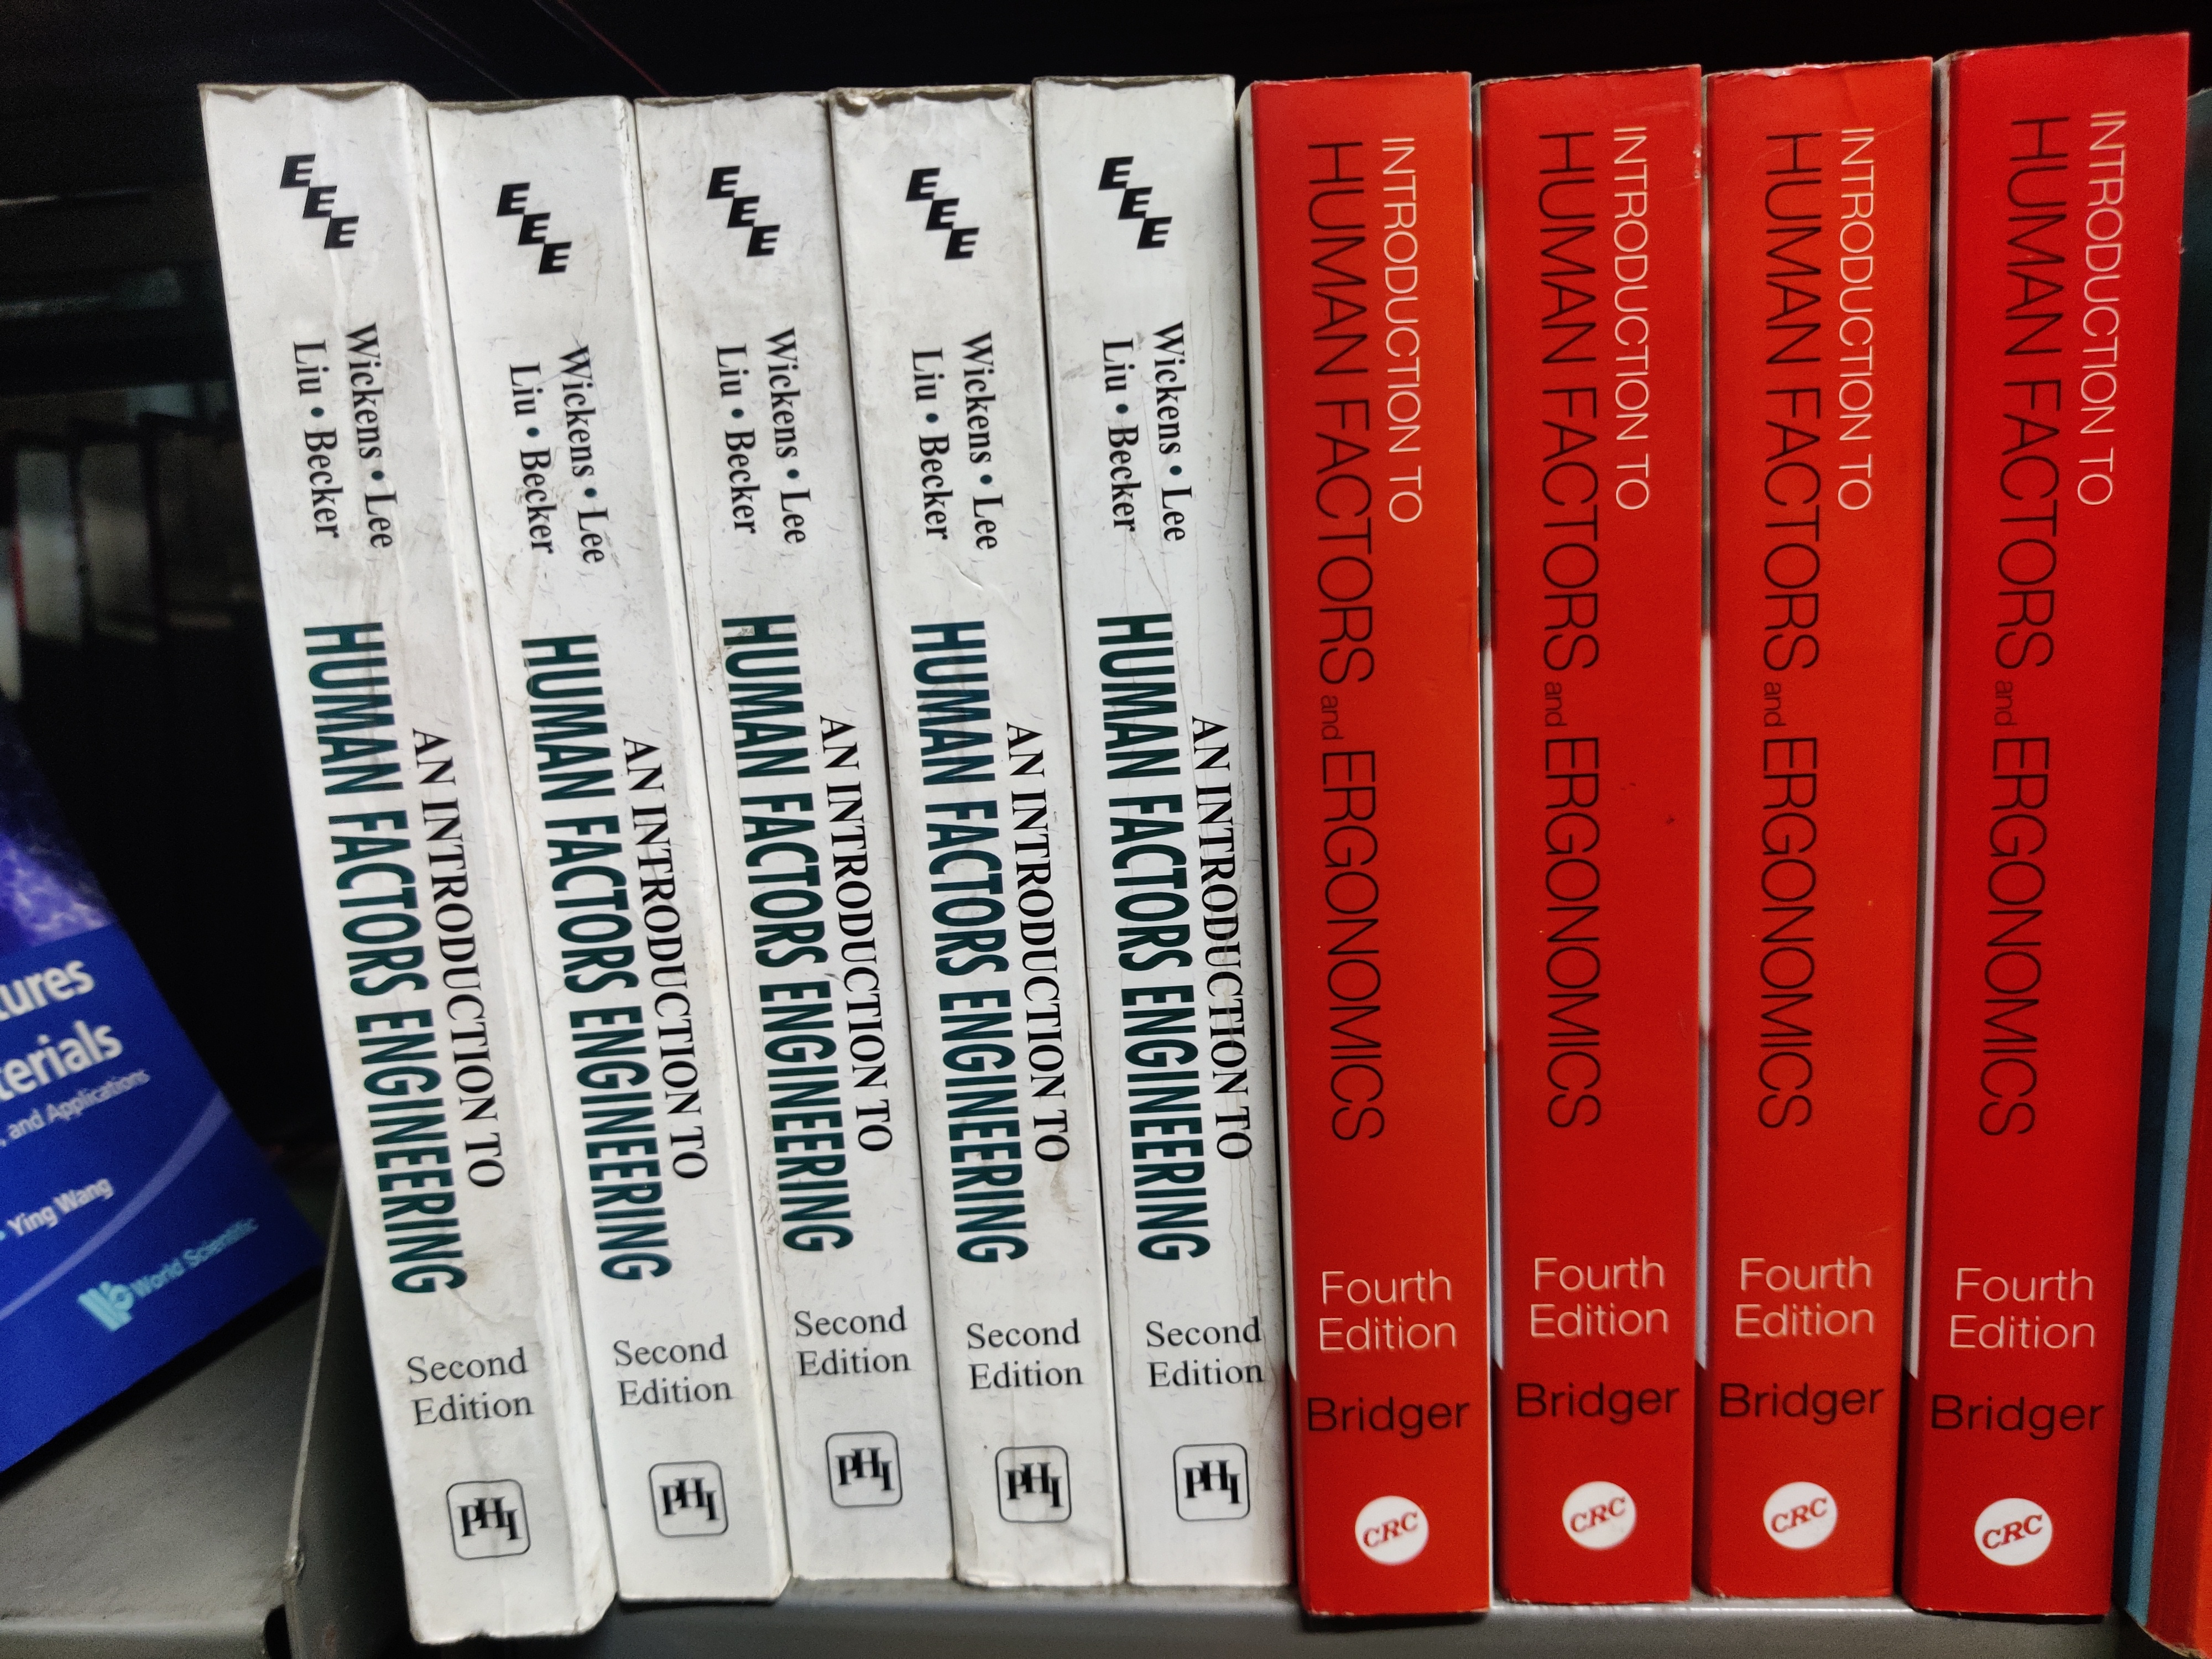 tures
terials
, and Applications
• Ying Wang
World Scientific
EEE
Wickens • Lee
Liu • Becker
AN INTRODUCTION TO
HUMAN FACTORS ENGINEERING
Second
Edition
PHI
EEE
Wickens • Lee
Liu • Becker
AN INTRODUCTION TO
HUMAN FACTORS ENGINEERING
Second
Edition
PHI
EEE
Wickens • Lee
Liu • Becker
AN INTRODUCTION TO
HUMAN FACTORS ENGINEERING
Second
Edition
PHI
EEE
Wickens • Lee
Liu • Becker
AN INTRODUCTION TO
HUMAN FACTORS ENGINEERING
Second
Edition
PHI
EEE
Wickens • Lee
Liu • Becker
AN INTRODUCTION TO
HUMAN FACTORS ENGINEERING
Second
Edition
PHI
INTRODUCTION TO
HUMAN FACTORS and ERGONOMICS
Fourth
Edition
Bridger
CRC
INTRODUCTION TO
HUMAN FACTORS and ERGONOMICS
Fourth
Edition
Bridger
CRC
INTRODUCTION TO
HUMAN FACTORS and ERGONOMICS
Fourth
Edition
Bridger
CRC
INTRODUCTION TO
HUMAN FACTORS and ERGONOMICS
Fourth
Edition
Bridger
CRC